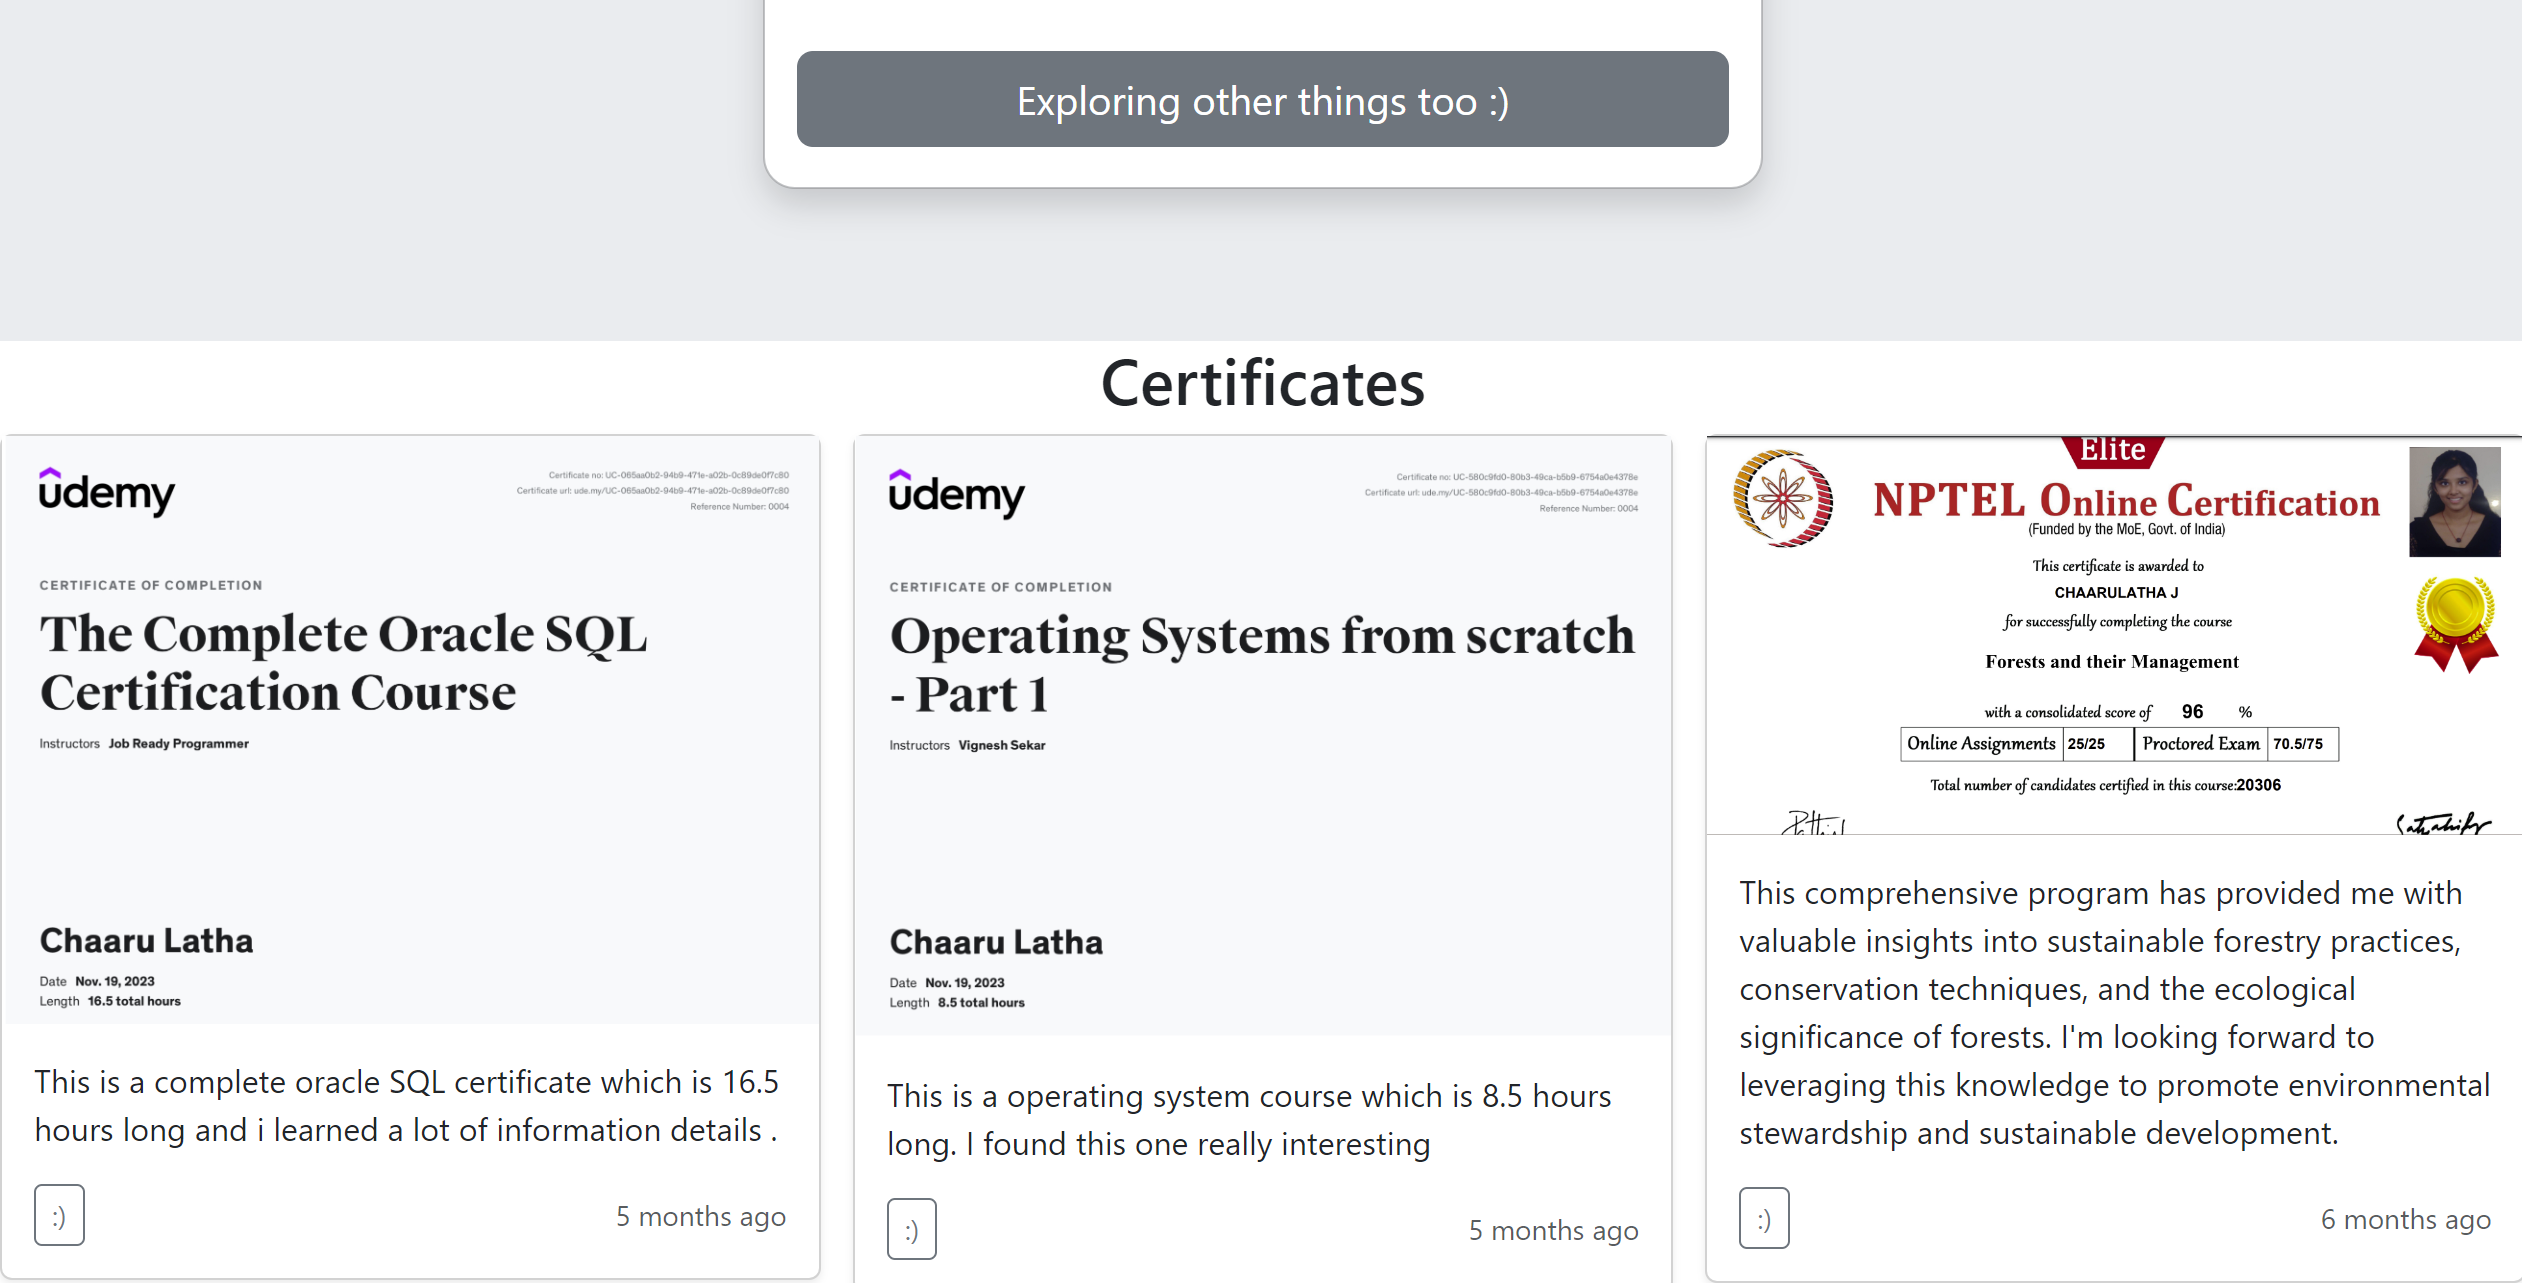 Exploring other things too :)
Certificates
udemy
Certificate no: UC-065aa0b2-94b9-471e-a02b-0c89de0f7c80
Certificate url: ude.my/UC-065aa0b2-94b9-471e-a02b-0c89de0f7c80
Reference Number: 0004
CERTIFICATE OF COMPLETION
The Complete Oracle SQL
Certification Course
Instructors Job Ready Programmer
Chaaru Latha
Date Nov. 19, 2023
Length 16.5 total hours
This is a complete oracle SQL certificate which is 16.5
hours long and i learned a lot of information details .
:)
5 months ago
udemy
Certificate no: UC-580c9fd0-80b3-49ca-b5b9-6754a0e4378e
Certificate url: ude.my/UC-580c9fd0-80b3-49ca-b5b9-6754a0e4378e
Reference Number: 0004
CERTIFICATE OF COMPLETION
Operating Systems from scratch
- Part 1
Instructors Vignesh Sekar
Chaaru Latha
Date Nov. 19, 2023
Length 8.5 total hours
This is a operating system course which is 8.5 hours
long. I found this one really interesting
:)
5 months ago
Elite
NPTEL Online Certification
(Funded by the MoE, Govt. of India)
This certificate is awarded to
CHAARULATHA J
for successfully completing the course
Forests and their Management
with a consolidated score of 96 %
Online Assignments 25/25 Proctored Exam 70.5/75
Total number of candidates certified in this course:20306
This comprehensive program has provided me with
valuable insights into sustainable forestry practices,
conservation techniques, and the ecological
significance of forests. I'm looking forward to
leveraging this knowledge to promote environmental
stewardship and sustainable development.
:)
6 months ago